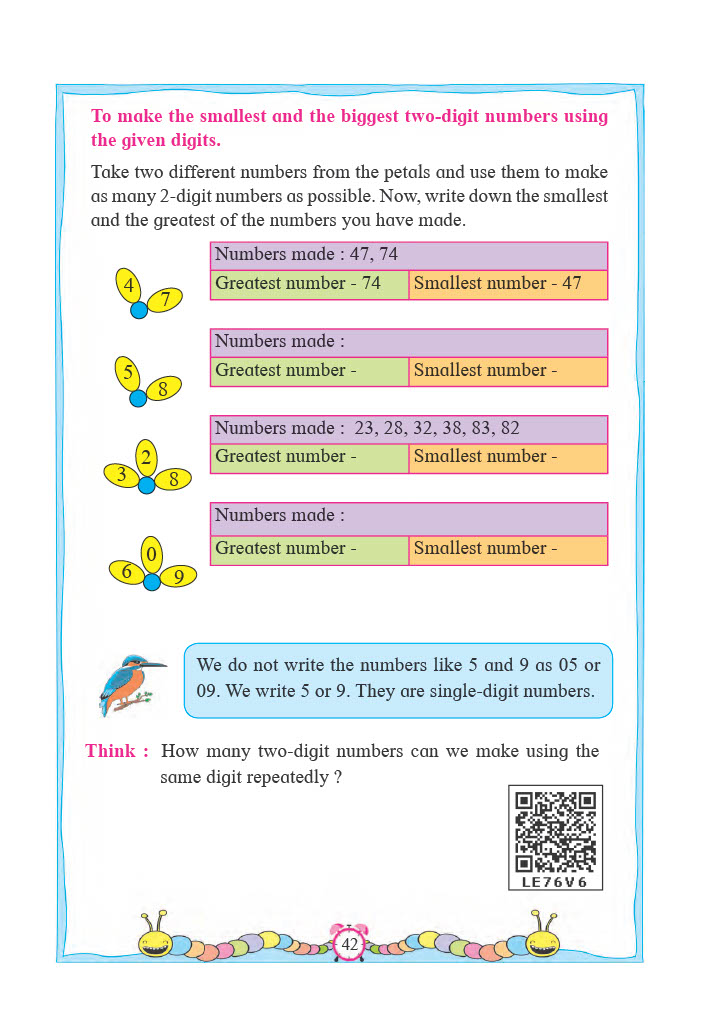 To make the smallest and the biggest two-digit numbers using
the given digits.
Take two different numbers from the petals and use them to make
as many 2-digit numbers as possible. Now, write down the smallest
and the greatest of the numbers you have made.
4 7
Numbers made : 47, 74
Greatest number - 74 Smallest number - 47
5 8
Numbers made :
Greatest number - Smallest number -
3 2 8
Numbers made : 23, 28, 32, 38, 83, 82
Greatest number - Smallest number -
6 0 9
Numbers made :
Greatest number - Smallest number -
We do not write the numbers like 5 and 9 as 05 or
09. We write 5 or 9. They are single-digit numbers.
Think : How many two-digit numbers can we make using the
same digit repeatedly ?
LE76V6
42